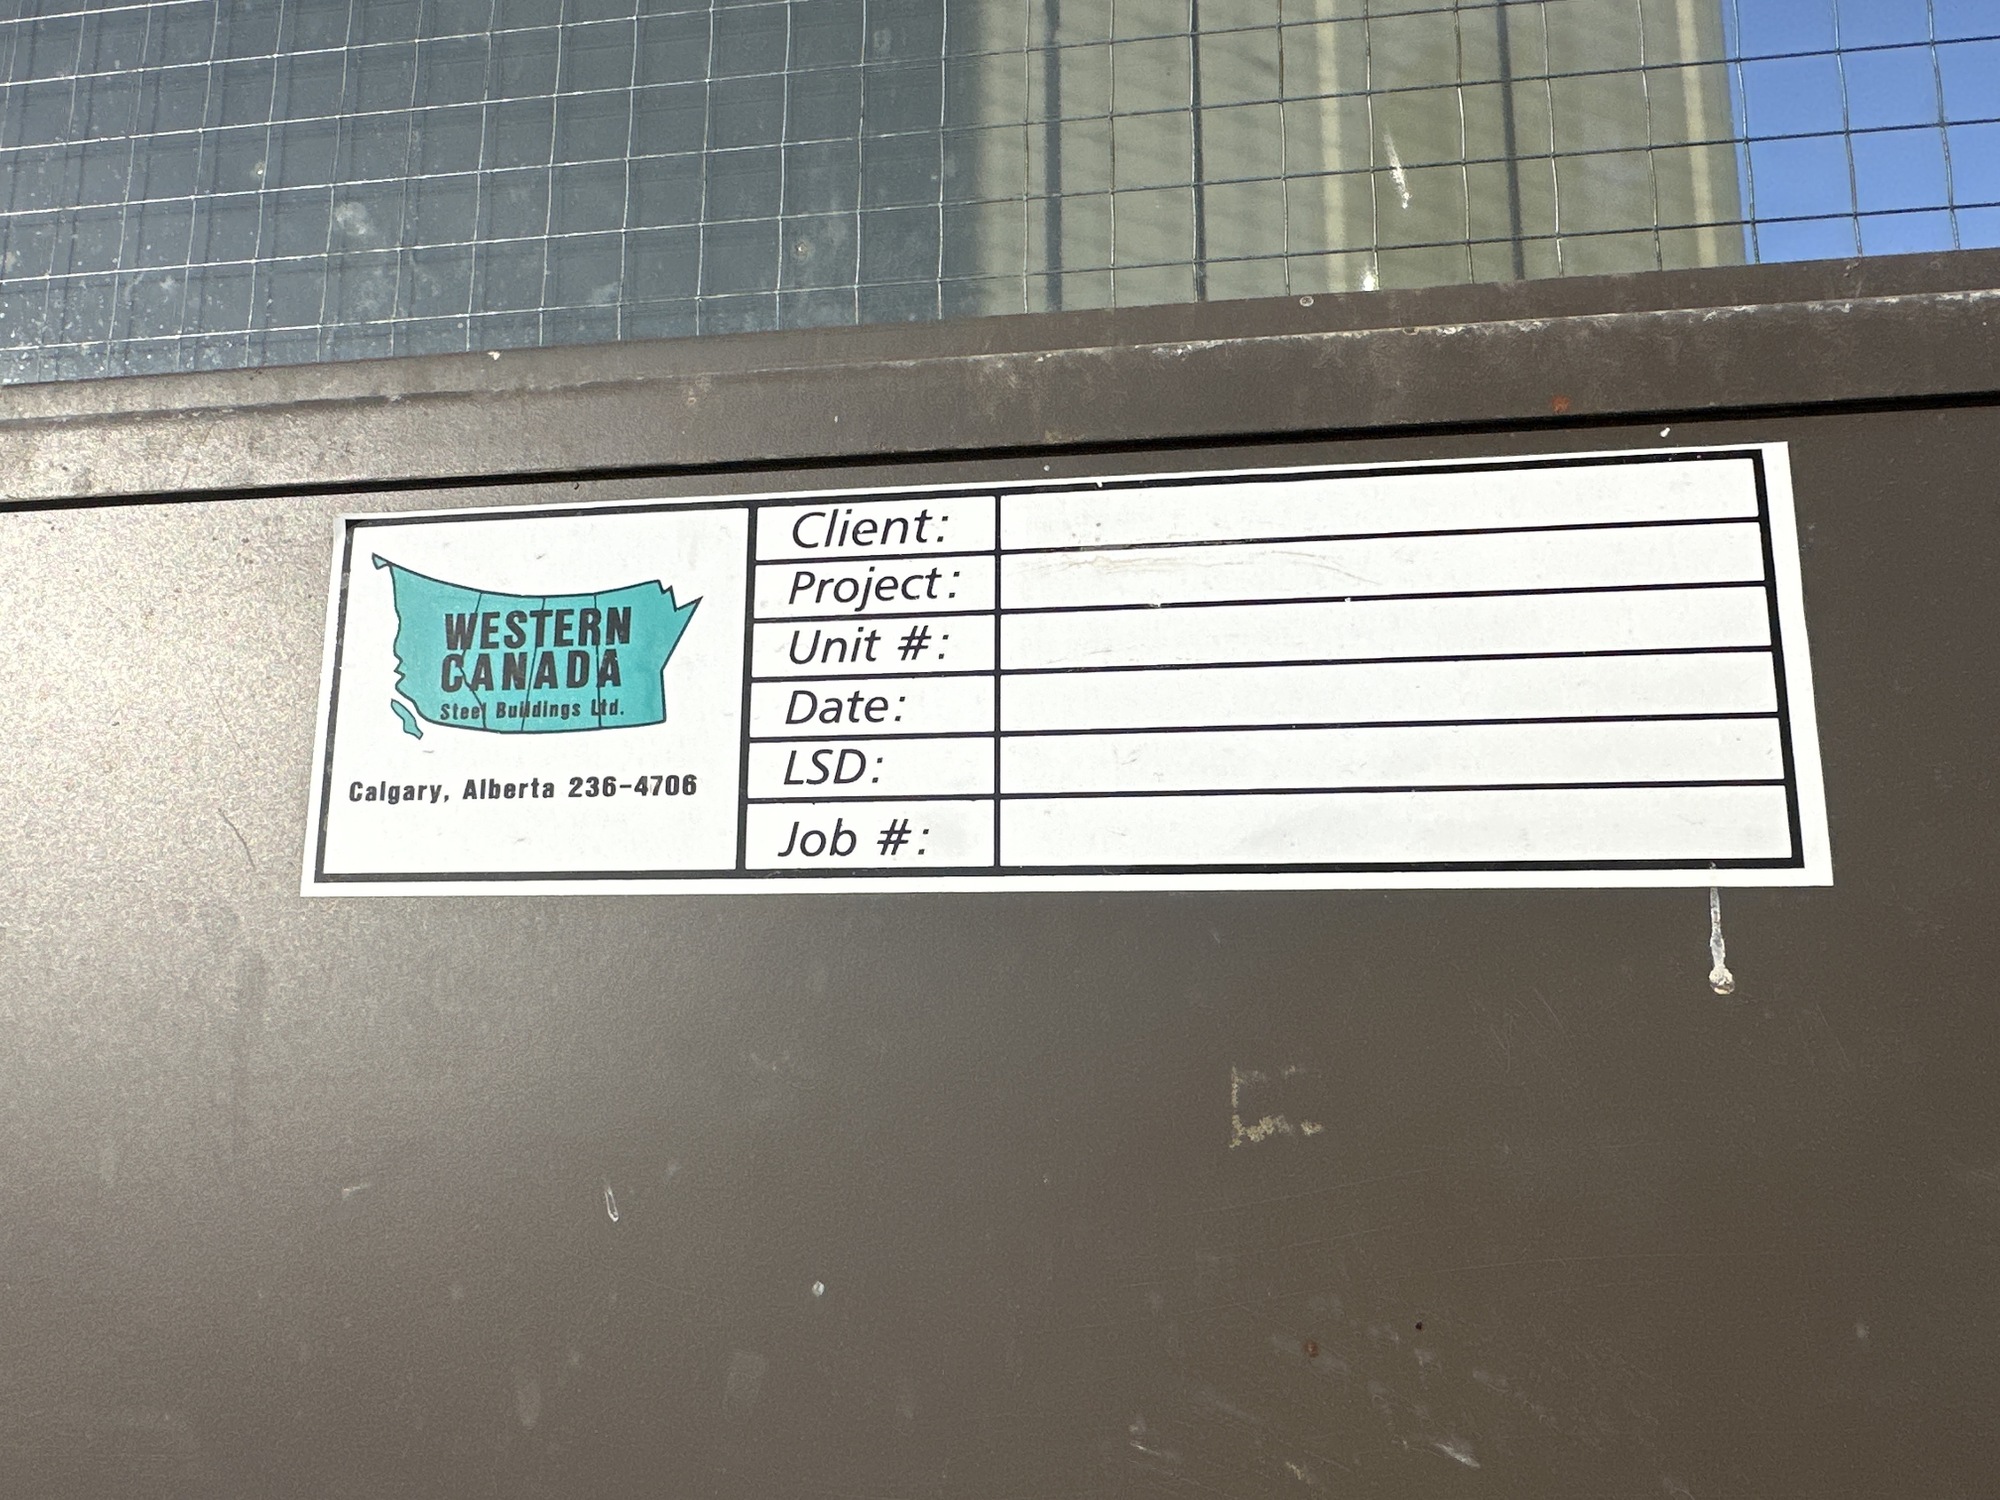 WESTERN
CANADA
Steel Buildings Ltd.
Calgary, Alberta 236-4706
Client:
Project:
Unit #:
Date:
LSD:
Job #: